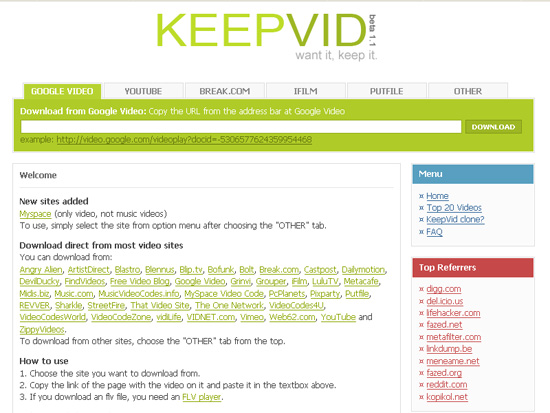 KEEPVID beta 1.1
want it, keep it.
GOOGLE VIDEO YOUTUBE BREAK.COM IFILM PUTFILE OTHER
Download from Google Video: Copy the URL from the address bar at Google Video
DOWNLOAD
example: http://video.google.com/videoplay?docid=-5306577624359954468
Welcome
New sites added
Myspace (only video, not music videos)
To use, simply select the site from option menu after choosing the "OTHER" tab.
Download direct from most video sites
You can download from:
Angry Alien, ArtistDirect, Blastro, Blennus, Blip.tv, Bofunk, Bolt, Break.com, Castpost, Dailymotion,
DevilDucky, FindVideos, Free Video Blog, Google Video, Grinvi, Grouper, iFilm, LuluTV, Metacafe,
Midis.biz, Music.com, MusicVideoCodes.info, MySpace Video Code, PcPlanets, Pixparty, Putfile,
REVVER, Sharkle, StreetFire, That Video Site, The One Network, VideoCodes4U,
VideoCodesWorld, VideoCodeZone, vidiLife, VIDNET.com, Vimeo, Web62.com, YouTube and
ZippyVideos.
To download from other sites, choose the "OTHER" tab from the top.
How to use
1. Choose the site you want to download from.
2. Copy the link of the page with the video on it and paste it in the textbox above.
3. If you download an flv file, you need an FLV player.
Menu
¤ Home
¤ Top 20 Videos
¤ KeepVid clone?
¤ FAQ
Top Referrers
¤ digg.com
¤ del.icio.us
¤ lifehacker.com
¤ fazed.net
¤ metafilter.com
¤ linkdump.be
¤ meneame.net
¤ fazed.org
¤ reddit.com
¤ kopikol.net